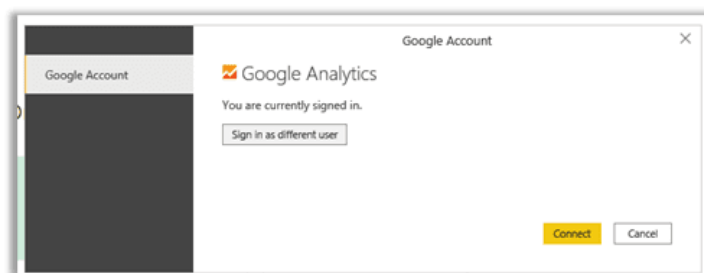 Google Account
Google Account
Google Analytics
You are currently signed in.
Sign in as different user
Connect
Cancel